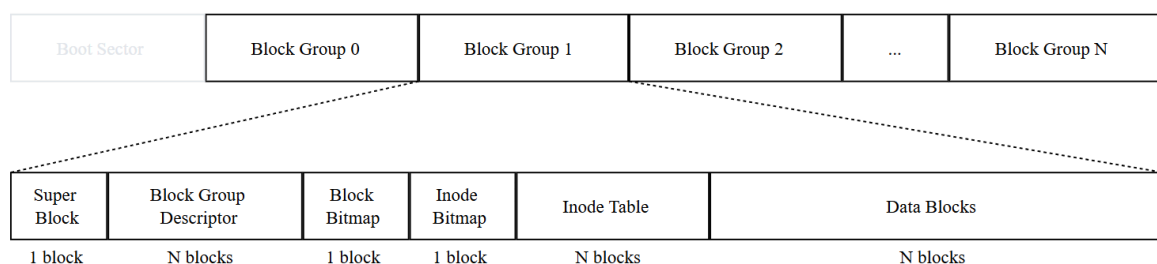 Boot Sector
Block Group 0
Block Group 1
Block Group 2
...
Block Group N
Super
Block
Block Group
Descriptor
Block
Bitmap
Inode
Bitmap
Inode Table
Data Blocks
1 block
N blocks
1 block
1 block
N blocks
N blocks